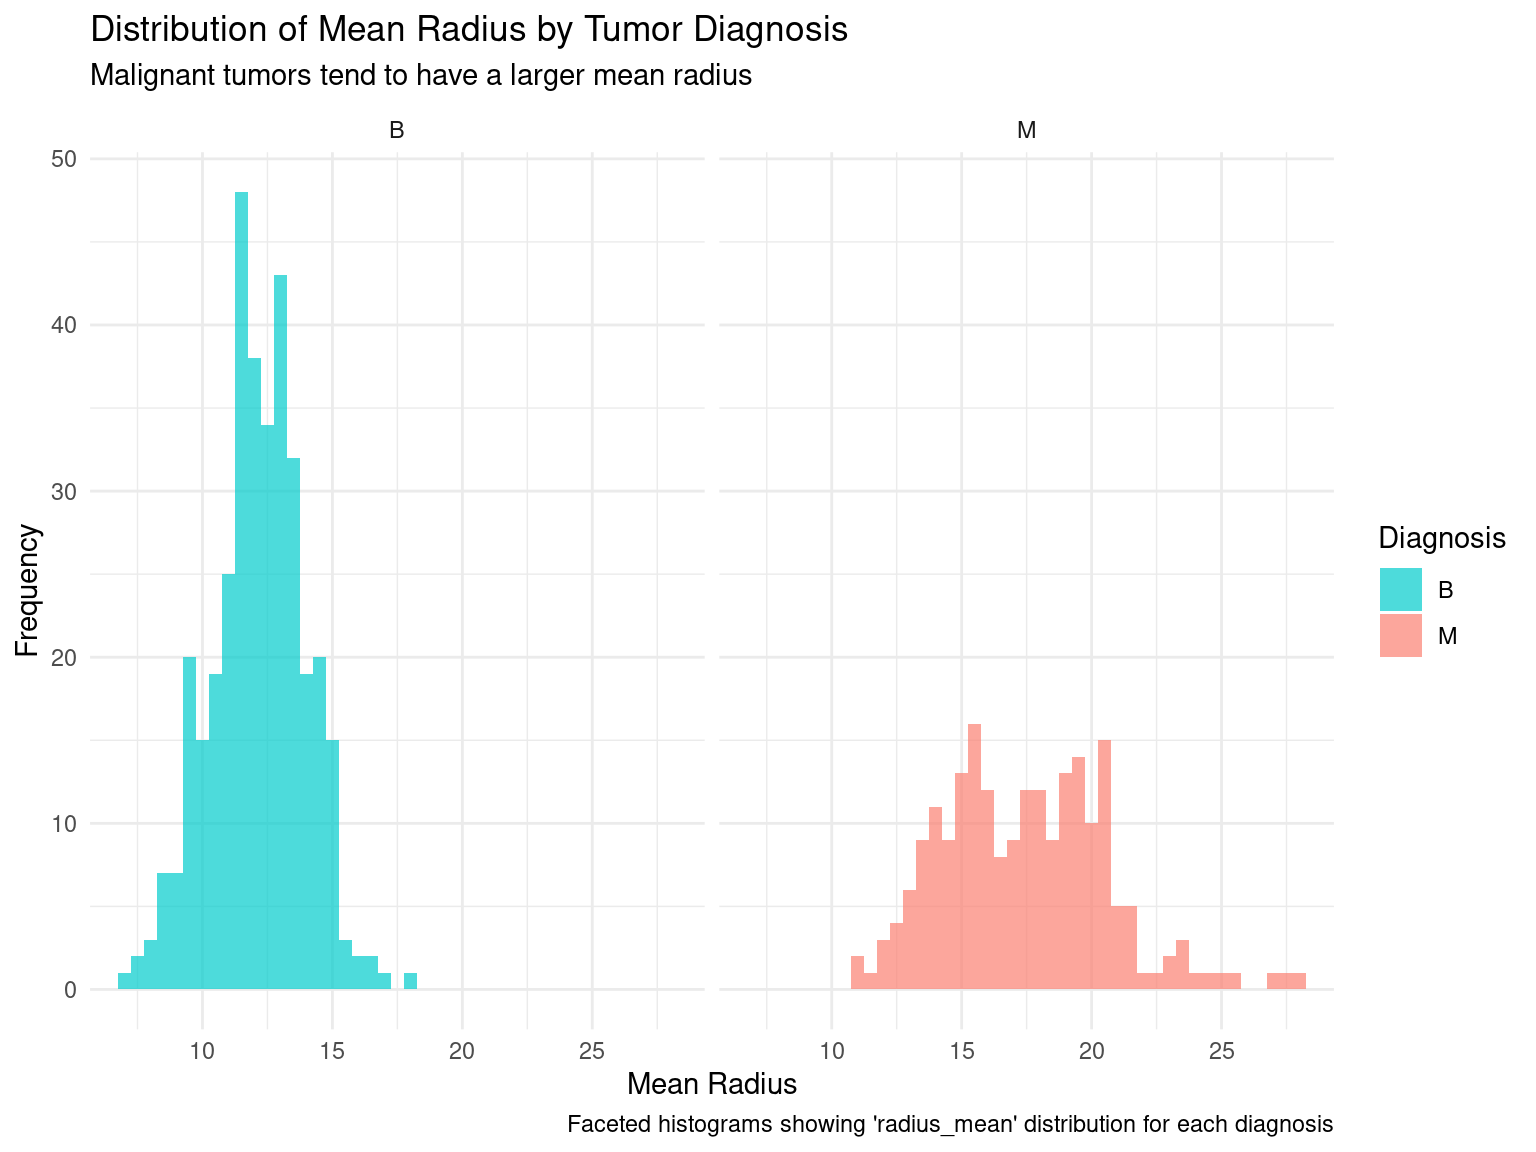 Distribution of Mean Radius by Tumor Diagnosis
Malignant tumors tend to have a larger mean radius
B
M
50
40
30
20
10
0
Frequency
10 15 20 25
10 15 20 25
Mean Radius
Diagnosis
B
M
Faceted histograms showing 'radius_mean' distribution for each diagnosis